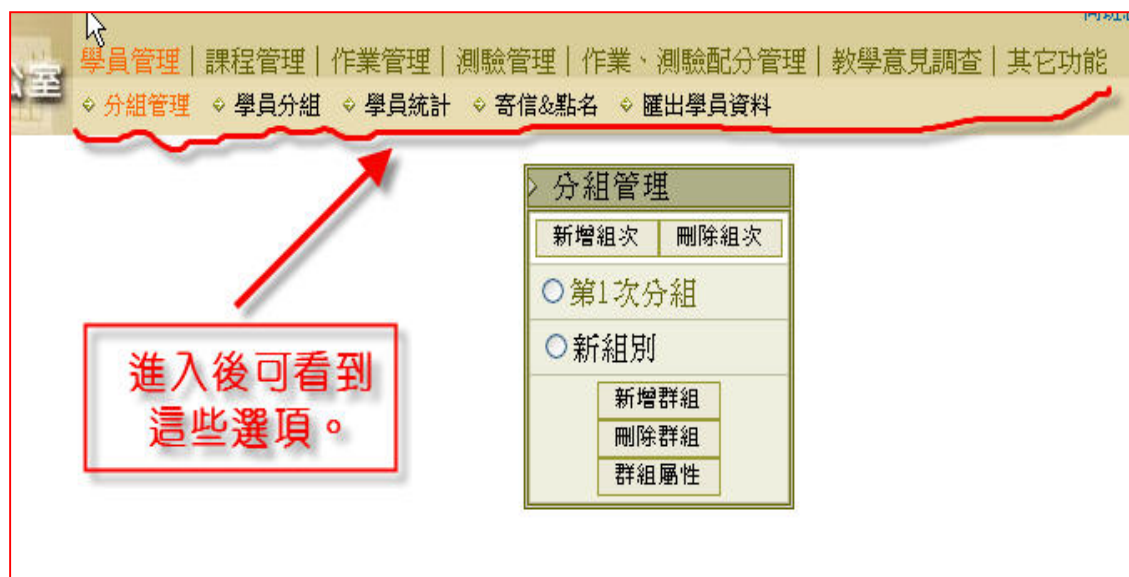 學員管理|課程管理|作業管理|測驗管理|作業、測驗配分管理|教學意見調查|其它功能
室
分組管理 學員分組 學員統計 寄信&點名 匯出學員資料
分組管理
新增組次 刪除組次
第1次分組
新組別
新增群組
刪除群組
群組屬性
進入後可看到
這些選項。